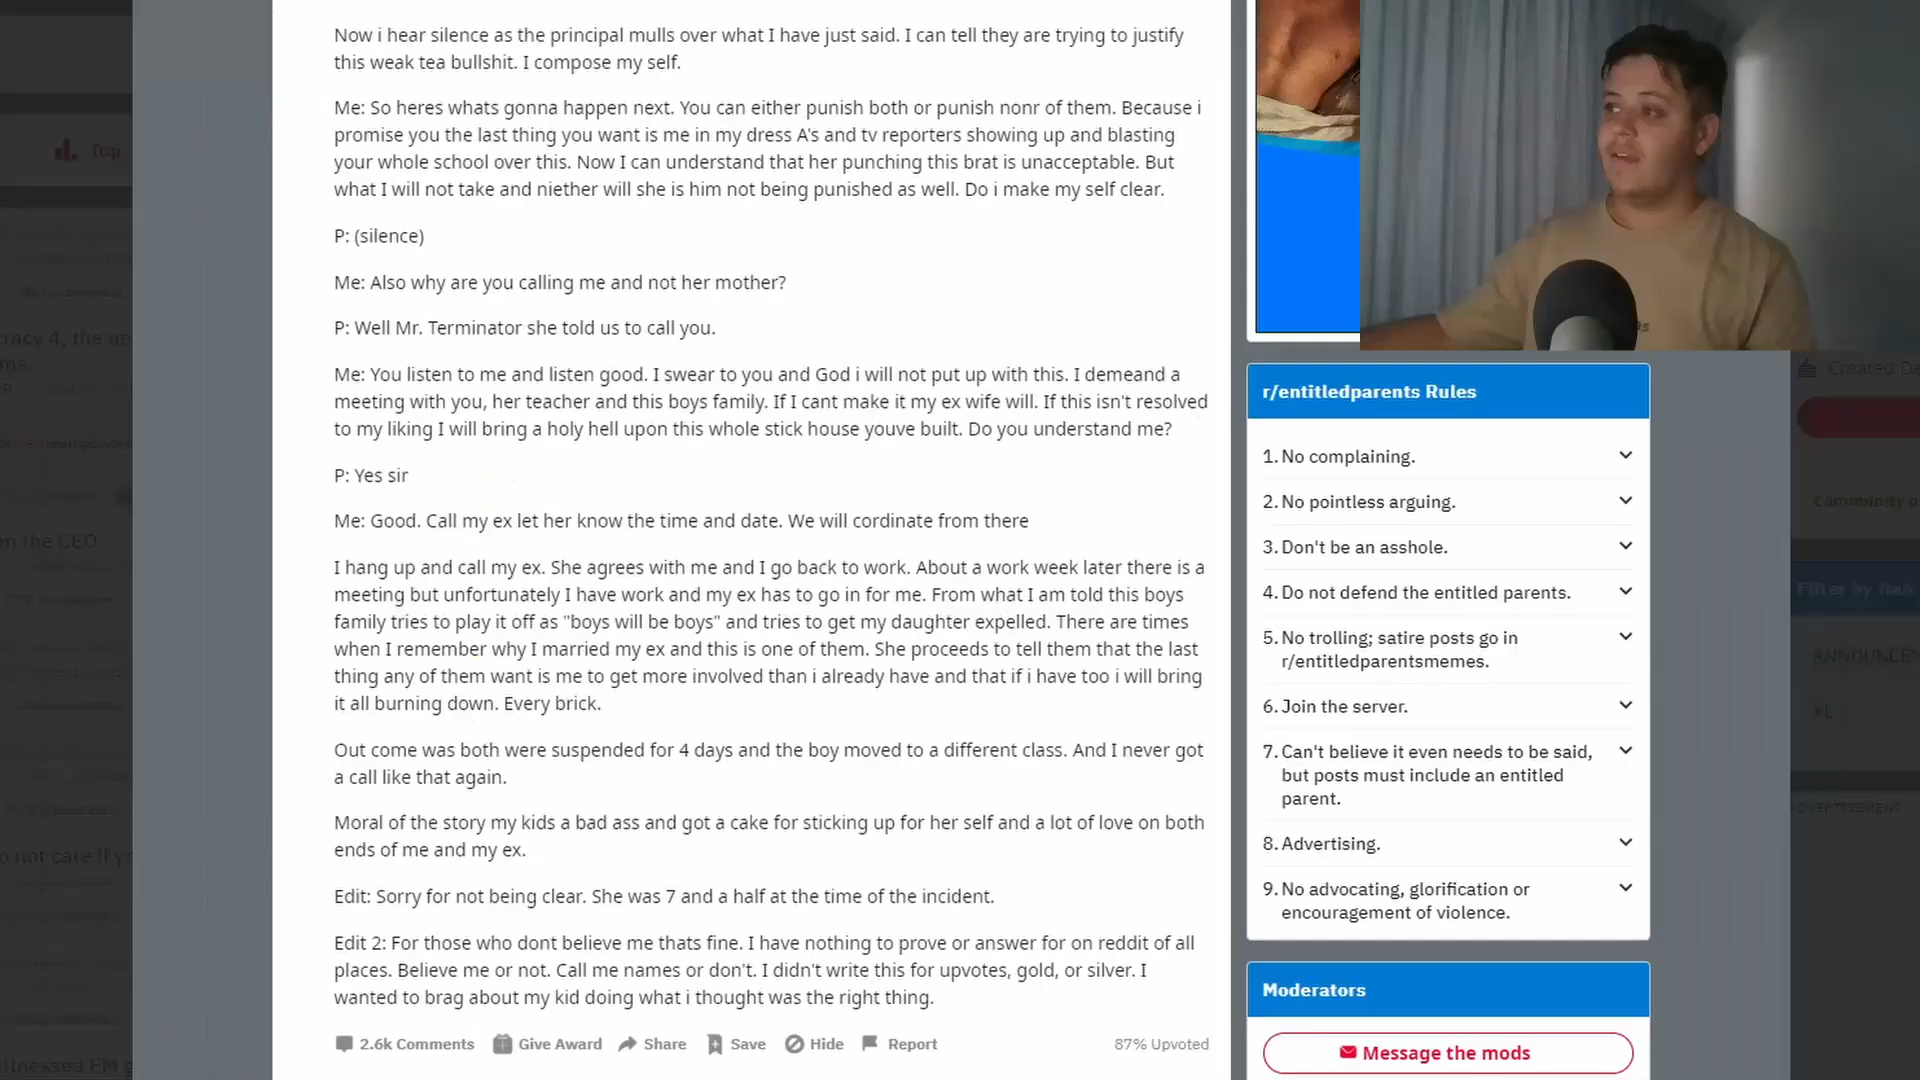 Now i hear silence as the principal mulls over what I have just said. I can tell they are trying to justify
this weak tea bullshit. I compose my self.
Me: So heres whats gonna happen next. You can either punish both or punish nonr of them. Because i
promise you the last thing you want is me in my dress A's and tv reporters showing up and blasting
your whole school over this. Now I can understand that her punching this brat is unacceptable. But
what I will not take and niether will she is him not being punished as well. Do i make my self clear.
P: (silence)
Me: Also why are you calling me and not her mother?
P: Well Mr. Terminator she told us to call you.
Me: You listen to me and listen good. I swear to you and God i will not put up with this. I demeand a
meeting with you, her teacher and this boys family. If I cant make it my ex wife will. If this isn't resolved
to my liking I will bring a holy hell upon this whole stick house youve built. Do you understand me?
P: Yes sir
Me: Good. Call my ex let her know the time and date. We will cordinate from there
I hang up and call my ex. She agrees with me and I go back to work. About a work week later there is a
meeting but unfortunately I have work and my ex has to go in for me. From what I am told this boys
family tries to play it off as "boys will be boys" and tries to get my daughter expelled. There are times
when I remember why I married my ex and this is one of them. She proceeds to tell them that the last
thing any of them want is me to get more involved than i already have and that if i have too i will bring
it all burning down. Every brick.
Out come was both were suspended for 4 days and the boy moved to a different class. And I never got
a call like that again.
Moral of the story my kids a bad ass and got a cake for sticking up for her self and a lot of love on both
ends of me and my ex.
Edit: Sorry for not being clear. She was 7 and a half at the time of the incident.
Edit 2: For those who dont believe me thats fine. I have nothing to prove or answer for on reddit of all
places. Believe me or not. Call me names or don't. I didn't write this for upvotes, gold, or silver. I
wanted to brag about my kid doing what i thought was the right thing.
2.6k Comments Give Award Share Save Hide Report 87% Upvoted
r/entitledparents Rules
1. No complaining.
2. No pointless arguing.
3. Don't be an asshole.
4. Do not defend the entitled parents.
5. No trolling; satire posts go in
r/entitledparentsmemes.
6. Join the server.
7. Can't believe it even needs to be said,
but posts must include an entitled
parent.
8. Advertising.
9. No advocating, glorification or
encouragement of violence.
Moderators
Message the mods
Top
racy 4, the ne
ms
m the CEO
o not care if yo
itnessed EM g
Created De
Community o
Filter by flair
ANNOUNCEM
XL
ADVERTISEMENT